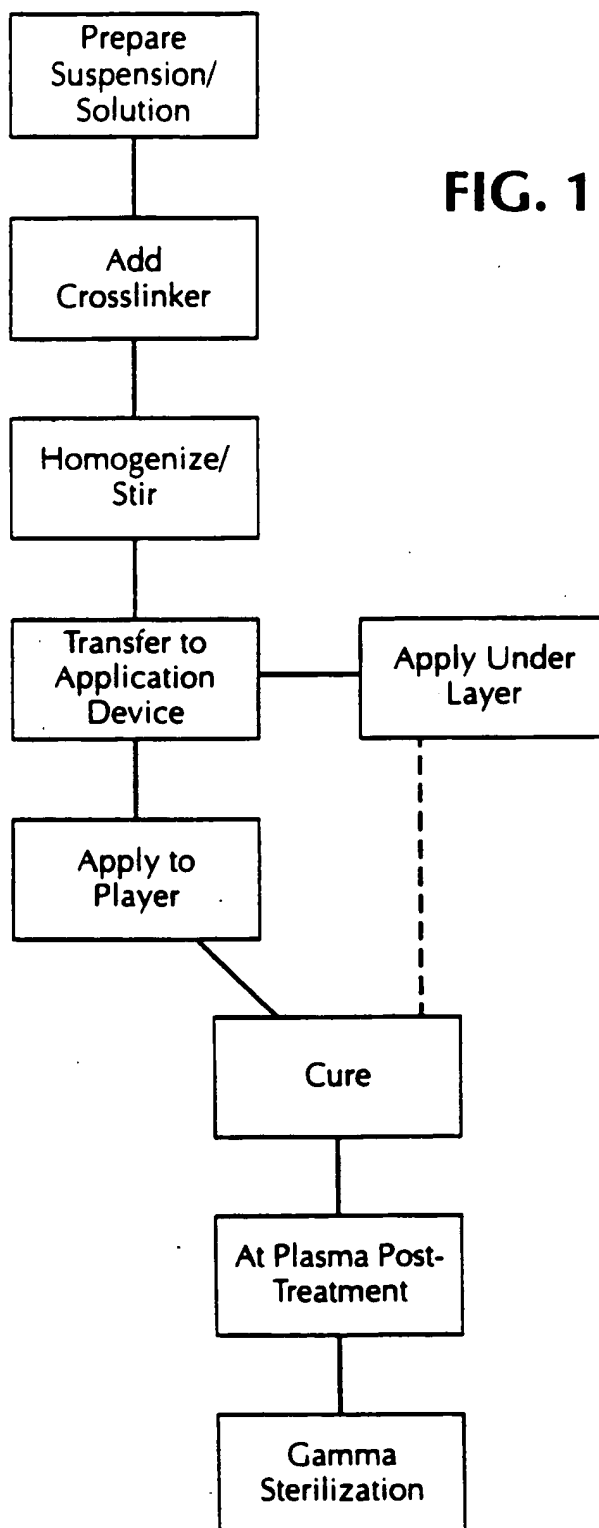 Prepare
Suspension/
Solution
FIG. 1
Add
Crosslinker
Homogenize/
Stir
Transfer to
Application
Device
Apply Under
Layer
Apply to
Player
Cure
At Plasma Post-
Treatment
Gamma
Sterilization